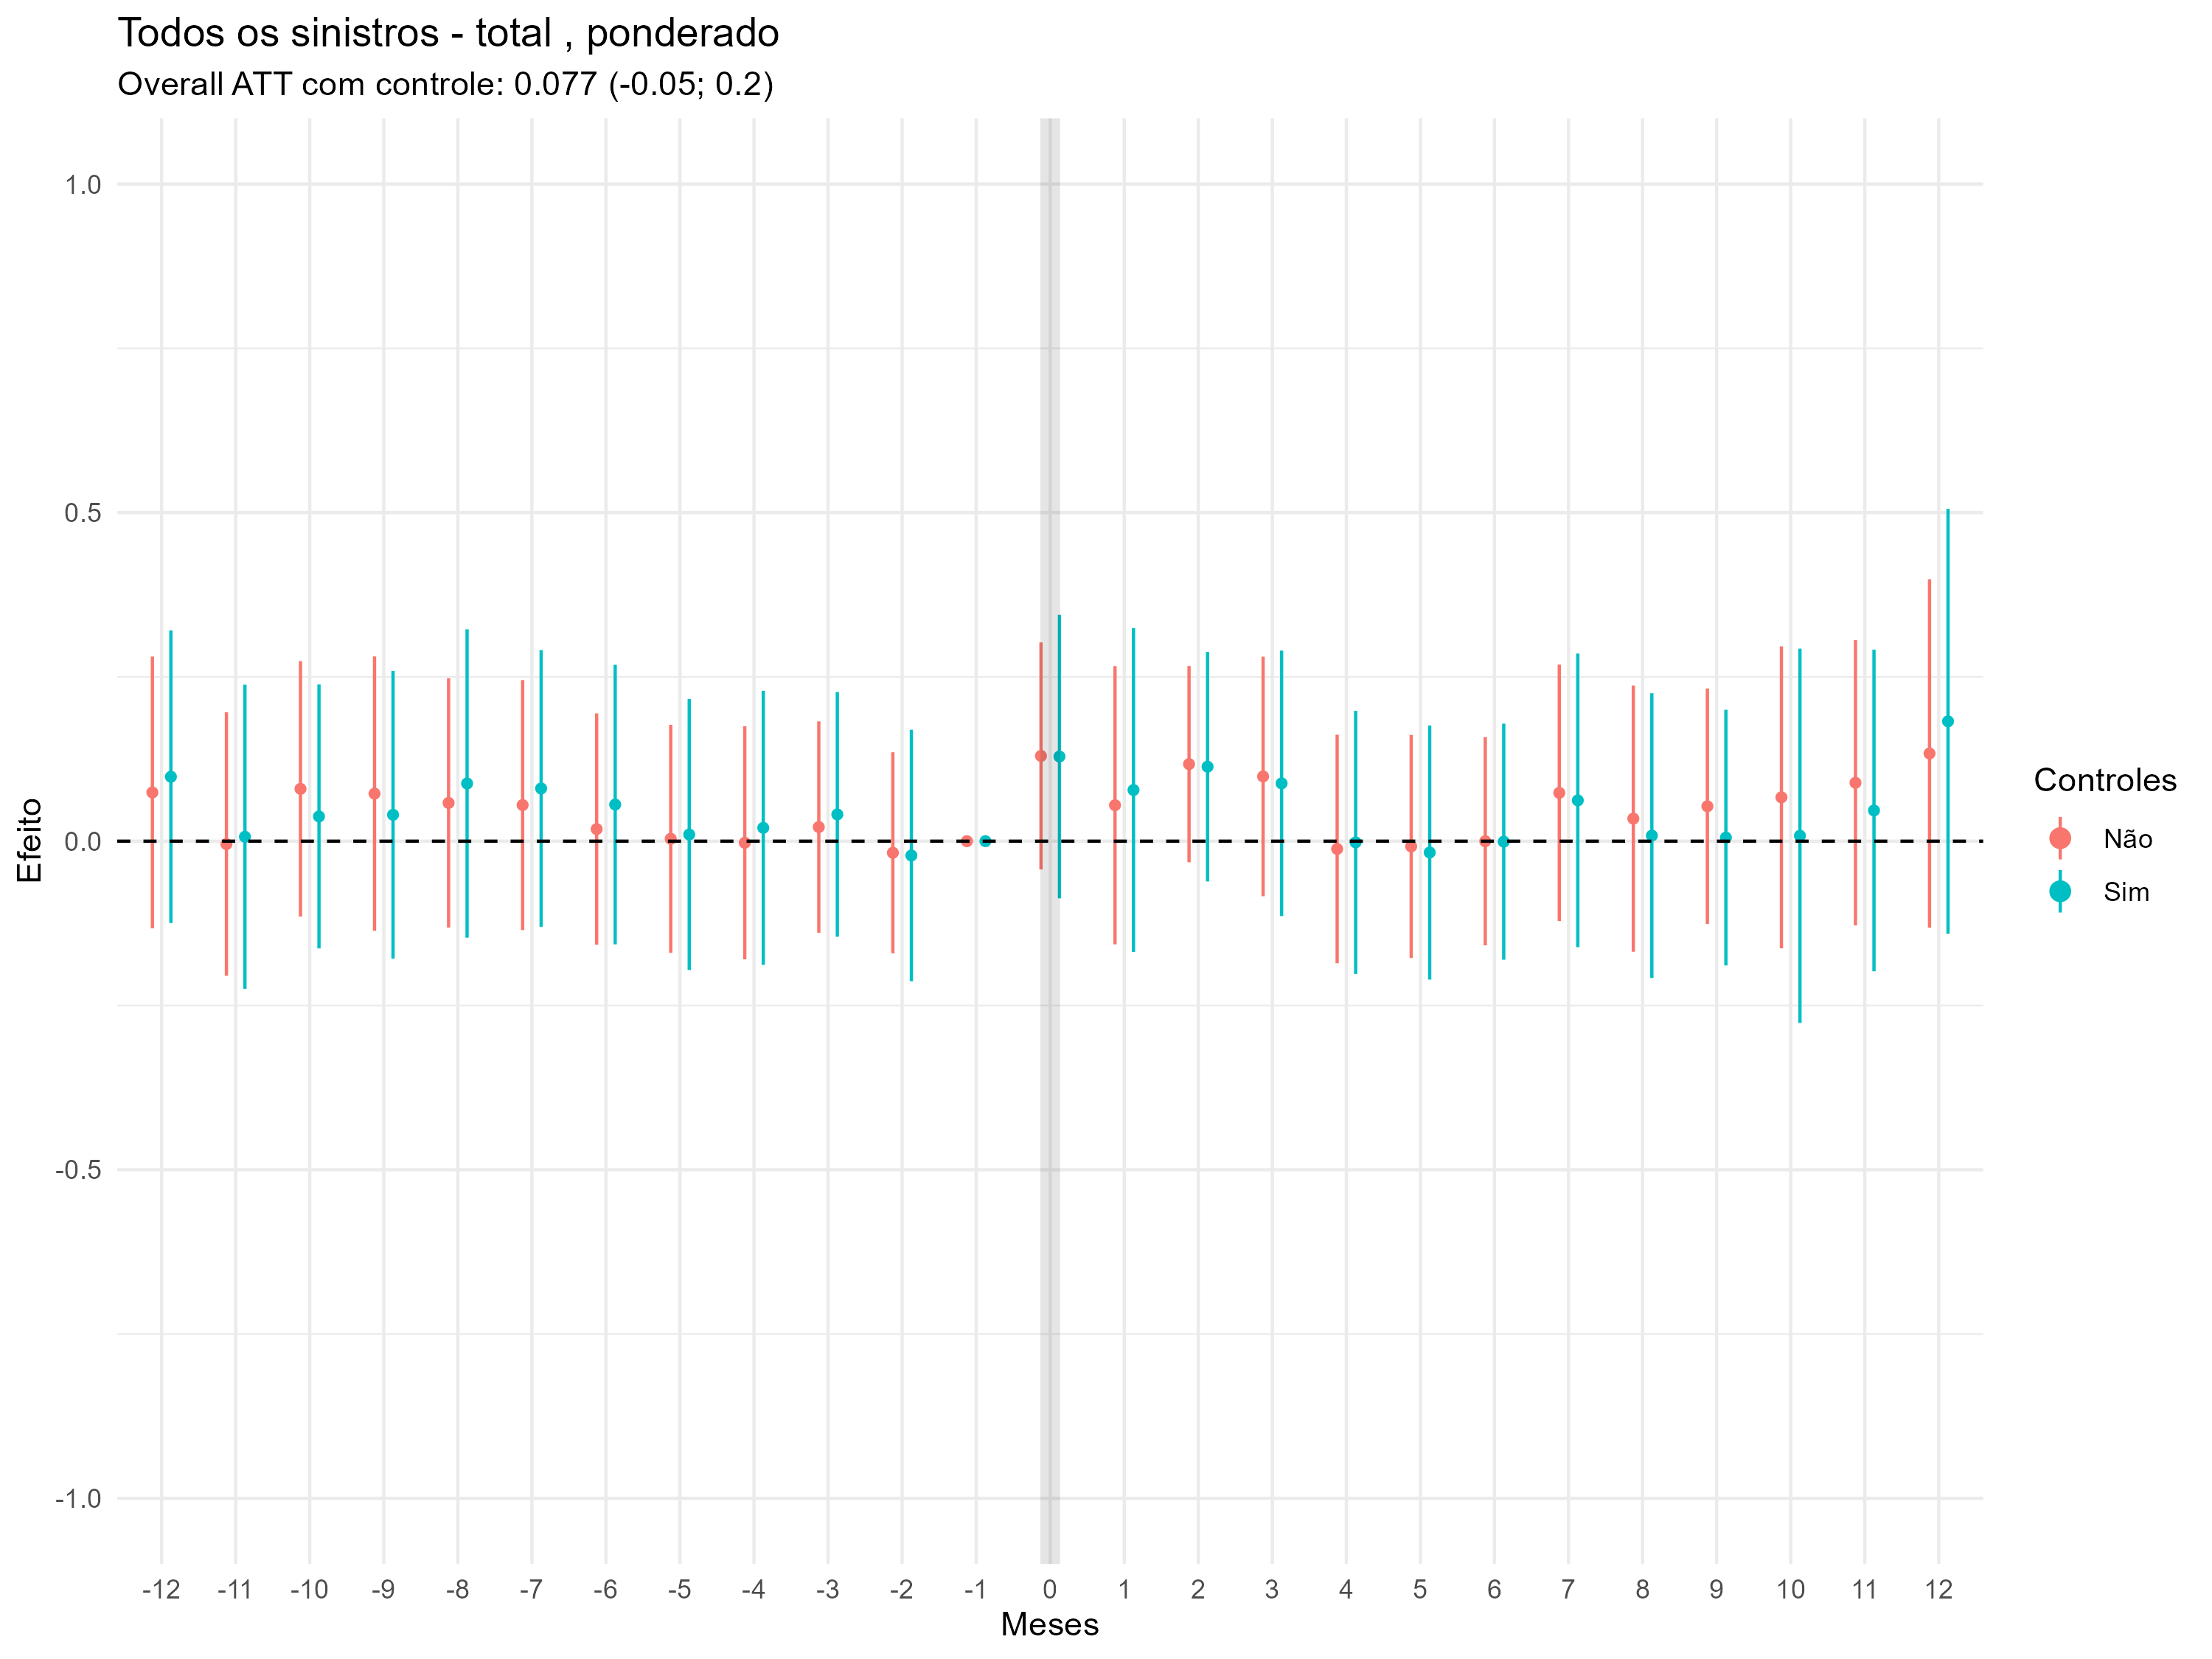 Todos os sinistros - total , ponderado
Overall ATT com controle: 0.077 (-0.05; 0.2)
1.0
0.5
0.0
-0.5
-1.0
Efeito
-12 -11 -10 -9 -8 -7 -6 -5 -4 -3 -2 -1 0 1 2 3 4 5 6 7 8 9 10 11 12
Meses
Controles
Não
Sim